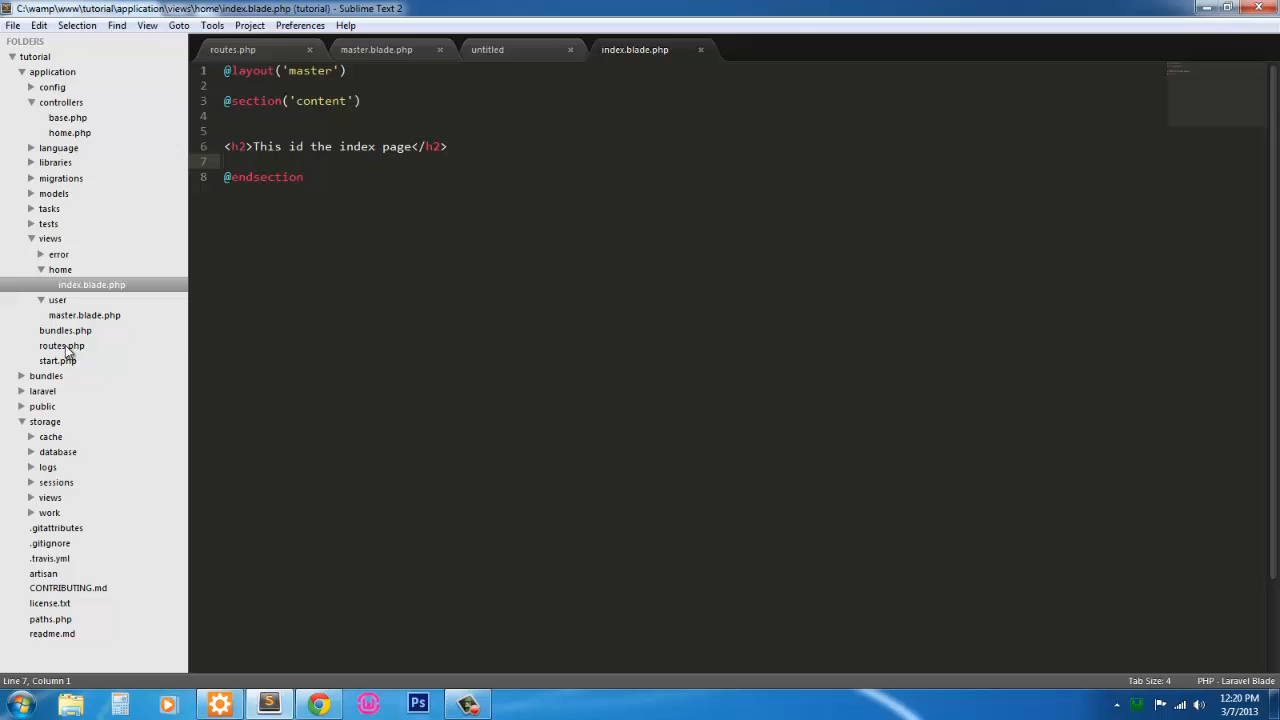 C:\wamp\www\tutorial\application\views\home\index.blade.php (tutorial) - Sublime Text 2
File Edit Selection Find View Goto Tools Project Preferences Help
FOLDERS
tutorial
application
config
controllers
base.php
home.php
language
libraries
migrations
models
tasks
tests
views
error
home
index.blade.php
user
master.blade.php
bundles.php
routes.php
start.php
bundles
laravel
public
storage
cache
database
logs
sessions
views
work
.gitattributes
.gitignore
.travis.yml
artisan
CONTRIBUTING.md
license.txt
paths.php
readme.md
routes.php master.blade.php untitled index.blade.php
1 @layout('master')
2
3 @section('content')
4
5
6 <h2>This id the index page</h2>
7
8 @endsection
Line 7, Column 1 Tab Size: 4 PHP - Laravel Blade
S Ps 12:20 PM
3/7/2013